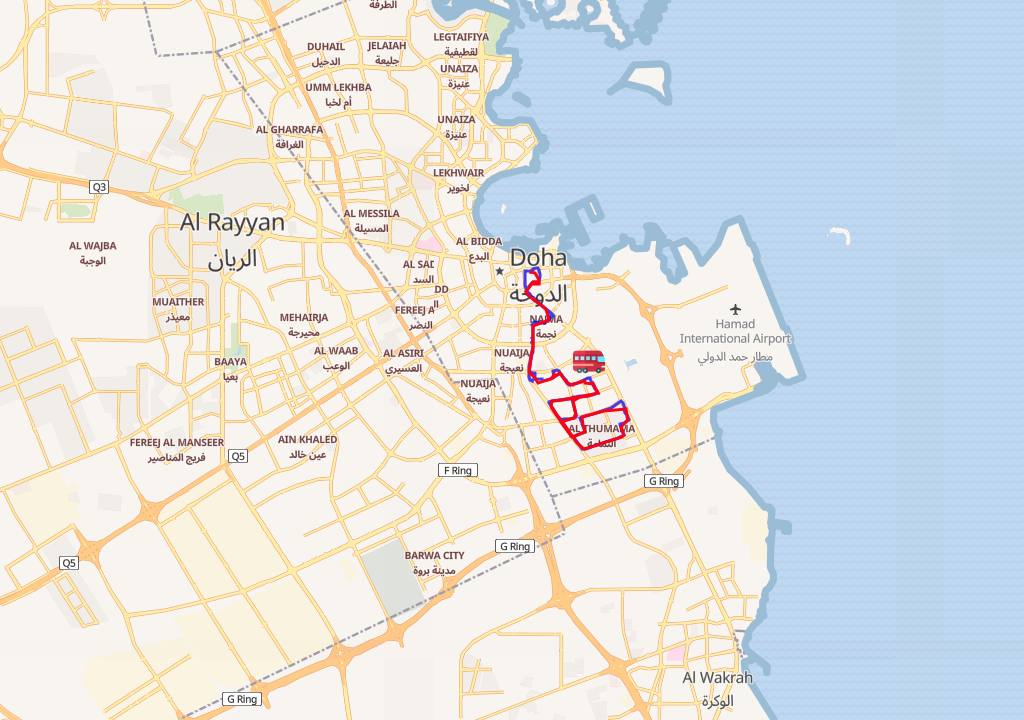 الطرفة
LEGTAIFIYA
لقطيفية
DUHAIL
الدحيل
JELAIAH
جليعة
UNAIZA
عنيزة
UMM LEKHBA
أم لخبا
UNAIZA
عنيزة
AL GHARRAFA
الغرافة
LEKHWAIR
لخوير
Q3
Al Rayyan
الريان
AL MESSILA
المسيلة
AL WAJBA
الوجبة
AL BIDDA
البدع
Doha
الدوحة
AL SAD
السد
DD
MUAITHER
معيذر
MEHAIRJA
محيرجة
FEREEJ A
النصر
NAJMA
نجمة
Hamad
International Airport
مطار حمد الدولي
BAAYA
بعيا
AL WAAB
الوعب
AL ASIRI
العسيري
NUAIJA
نعيجة
NUAIJA
نعيجة
AL THUMAMA
الثمامة
FEREEJ AL MANSEER
فريج المناصير
AIN KHALED
عين خالد
Q5
F Ring
G Ring
G Ring
BARWA CITY
مدينة بروة
Q5
Al Wakrah
الوكرة
G Ring